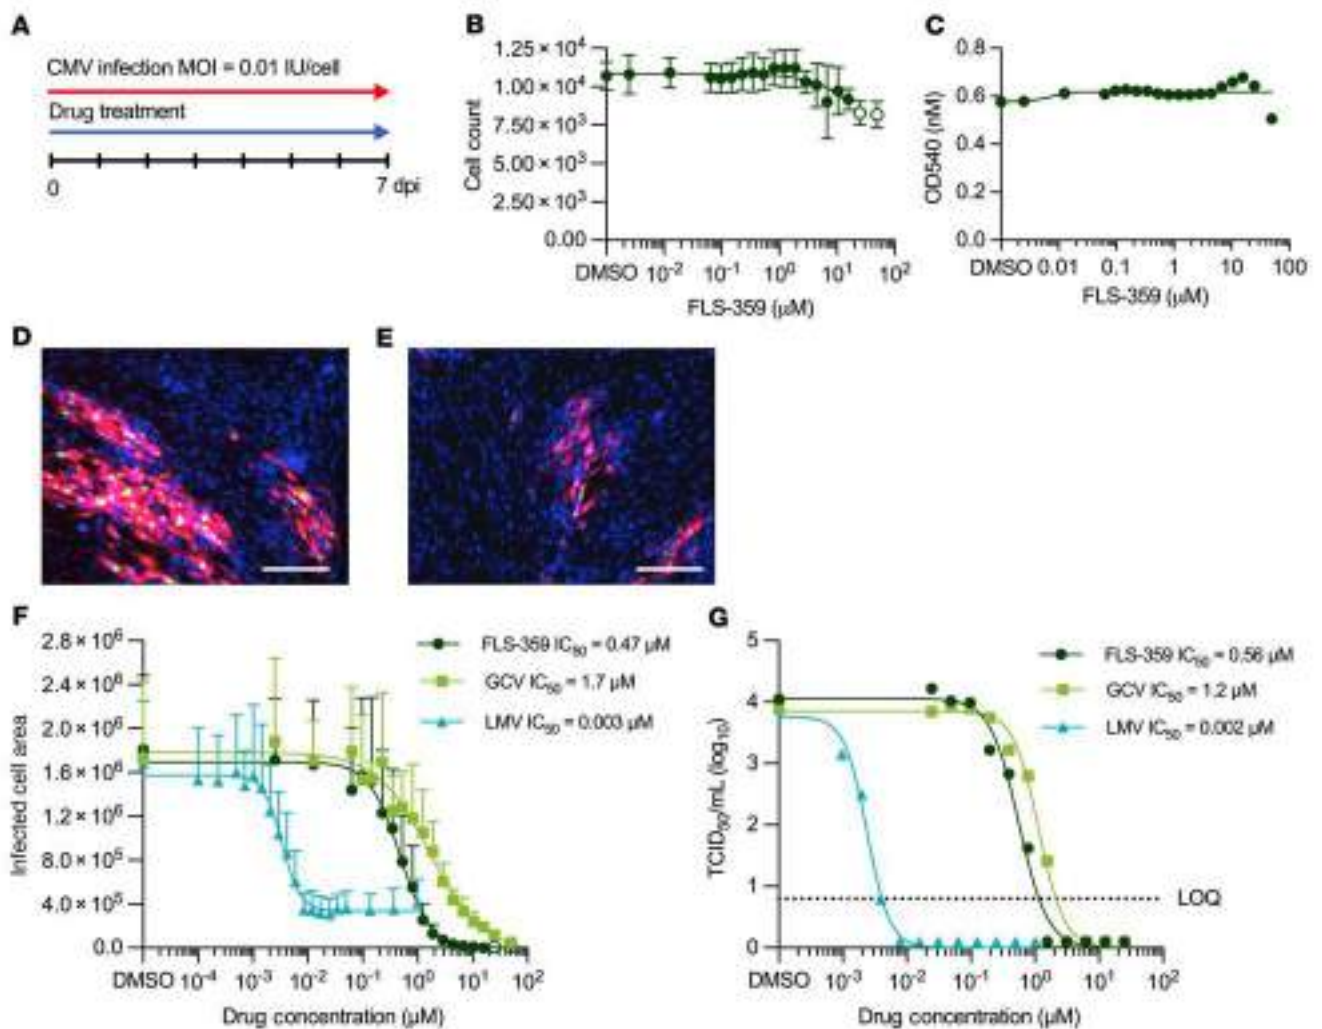 A
CMV infection MOI = 0.01 IU/cell
Drug treatment
0
7 dpi
B
Cell count
1.25 × 10⁴
1.00 × 10⁴
7.50 × 10³
5.00 × 10³
2.50 × 10³
0.00
DMSO 10⁻² 10⁻¹ 10⁰ 10¹ 10²
FLS-359 (μM)
C
OD540 (nM)
0.8
0.6
0.4
0.2
0.0
DMSO 0.01 0.1 1 10 100
FLS-359 (μM)
D
E
F
Infected cell area
2.8 × 10⁶
2.4 × 10⁶
2.0 × 10⁶
1.6 × 10⁶
1.2 × 10⁶
8.0 × 10⁵
4.0 × 10⁵
0.0
DMSO 10⁻⁴ 10⁻³ 10⁻² 10⁻¹ 10⁰ 10¹ 10²
Drug concentration (μM)
FLS-359 IC₅₀ = 0.47 μM
GCV IC₅₀ = 1.7 μM
LMV IC₅₀ = 0.003 μM
G
TCID₅₀/mL (log₁₀)
5
4
3
2
1
0
DMSO 10⁻³ 10⁻² 10⁻¹ 10⁰ 10¹ 10²
Drug concentration (μM)
FLS-359 IC₅₀ = 0.56 μM
GCV IC₅₀ = 1.2 μM
LMV IC₅₀ = 0.002 μM
LOQ